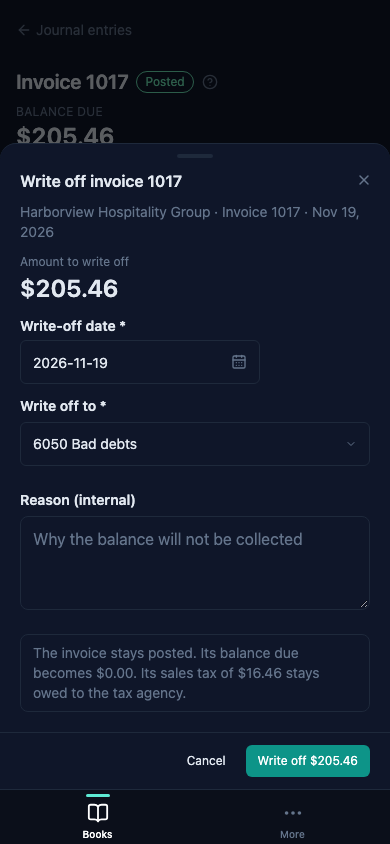 Journal entries
Invoice 1017 Posted
BALANCE DUE
$205.46
Write off invoice 1017
Harborview Hospitality Group · Invoice 1017 · Nov 19,
2026
Amount to write off
$205.46
Write-off date *
2026-11-19
Write off to *
6050 Bad debts
Reason (internal)
Why the balance will not be collected
The invoice stays posted. Its balance due
becomes $0.00. Its sales tax of $16.46 stays
owed to the tax agency.
Cancel Write off $205.46
Books More